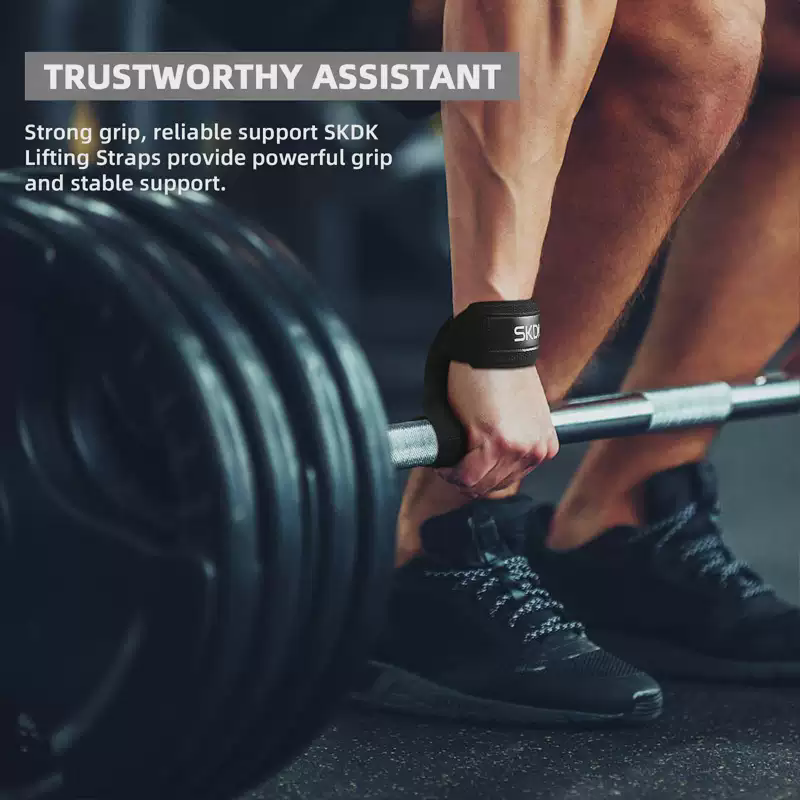 TRUSTWORTHY ASSISTANT
Strong grip, reliable support SKDK
Lifting Straps provide powerful grip
and stable support.
SKDK